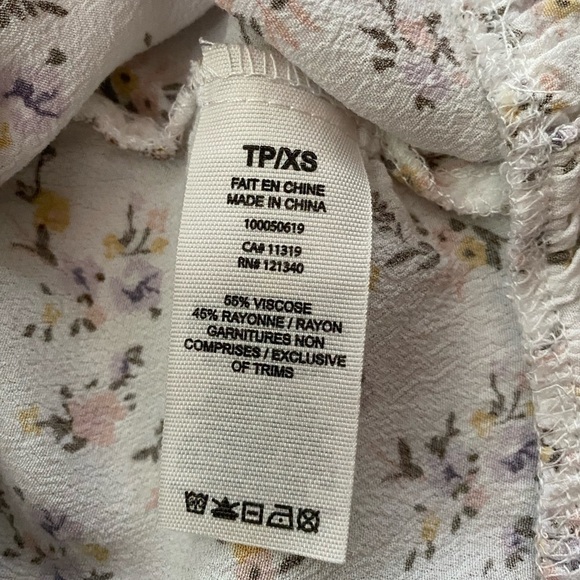 TP/XS
FAIT EN CHINE
MADE IN CHINA
100050619
CA# 11319
RN# 121340
55% VISCOSE
45% RAYONNE / RAYON
GARNITURES NON
COMPRISES / EXCLUSIVE
OF TRIMS